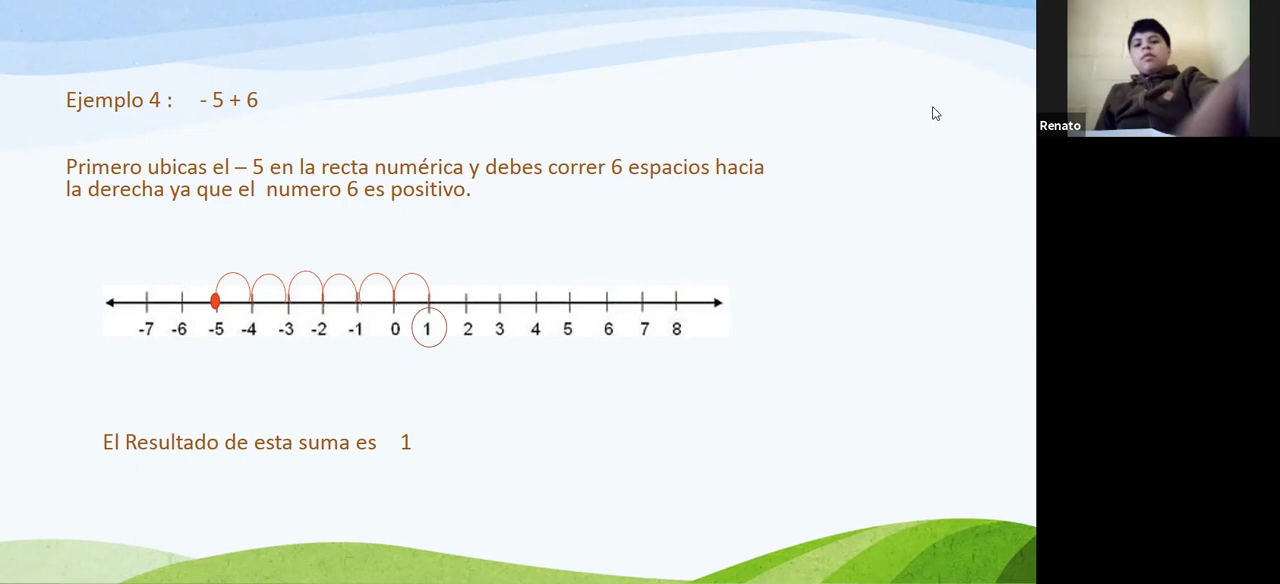 Ejemplo 4 : - 5 + 6
Primero ubicas el – 5 en la recta numérica y debes correr 6 espacios hacia
la derecha ya que el numero 6 es positivo.
-7 -6 -5 -4 -3 -2 -1 0 1 2 3 4 5 6 7 8
El Resultado de esta suma es 1
Renato